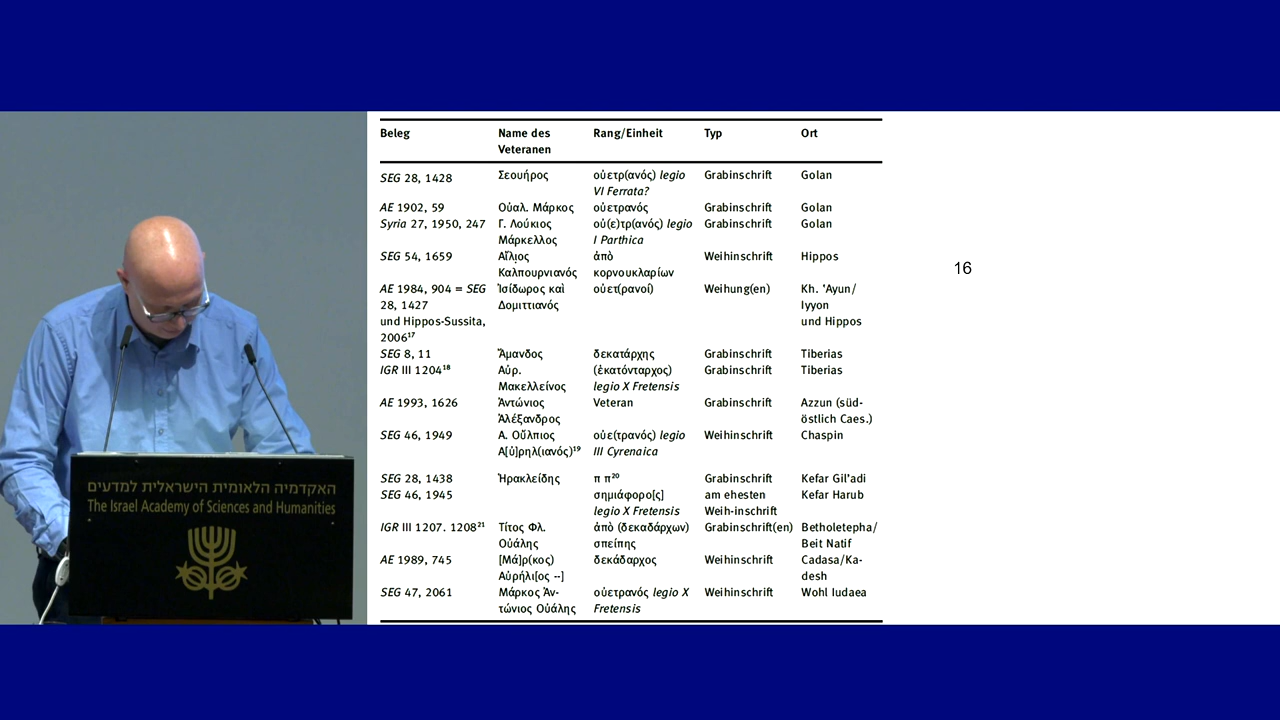 האקדמיה הלאומית הישראלית למדעים
The Israel Academy of Sciences and Humanities
Beleg Name des Veteranen Rang/Einheit Typ Ort
SEG 28, 1428 Σεουήρος οὐετρ(ανός) legio VI Ferrata? Grabinschrift Golan
AE 1902, 59 Οὐαλ. Μάρκος οὐετρανός Grabinschrift Golan
Syria 27, 1950, 247 Γ. Λούκιος Μάρκελλος οὐ(ε)τρ(ανός) legio I Parthica Grabinschrift Golan
SEG 54, 1659 Αἴλιος Καλπουρνιανός ἀπὸ κορνουκλαρίων Weihinschrift Hippos
AE 1984, 904 = SEG 28, 1427 und Hippos-Sussita, 2006¹⁷ Ἰσίδωρος καὶ Δομιττιανός οὐετ(ρανοί) Weihung(en) Kh. 'Ayun/ Iyyon und Hippos
SEG 8, 11 Ἄμανδος δεκατάρχης Grabinschrift Tiberias
IGR III 1204¹⁸ Αὐρ. Μακελλείνος (ἑκατόνταρχος) legio X Fretensis Grabinschrift Tiberias
AE 1993, 1626 Ἀντώνιος Ἀλέξανδρος Veteran Grabinschrift Azzun (süd-östlich Caes.)
SEG 46, 1949 Α. Οὔλπιος Α[ὐ]ρηλ(ιανός)¹⁹ οὐε(τρανός) legio III Cyrenaica Weihinschrift Chaspin
SEG 28, 1438 Ἡρακλείδης π π²⁰ Grabinschrift Kefar Gil'adi
SEG 46, 1945 σημιάφορο[ς] legio X Fretensis am ehesten Weih-inschrift Kefar Harub
IGR III 1207. 1208²¹ Τίτος Φλ. Οὐάλης ἀπὸ (δεκαδάρχων) σπείπης Grabinschrift(en) Betholetepha/ Beit Natif
AE 1989, 745 [Μά]ρ(κος) Αὐρήλι[ος --] δεκάδαρχος Weihinschrift Cadasa/Ka-desh
SEG 47, 2061 Μάρκος Ἀν-τώνιος Οὐάλης οὐετρανός legio X Fretensis Weihinschrift Wohl Iudaea
16